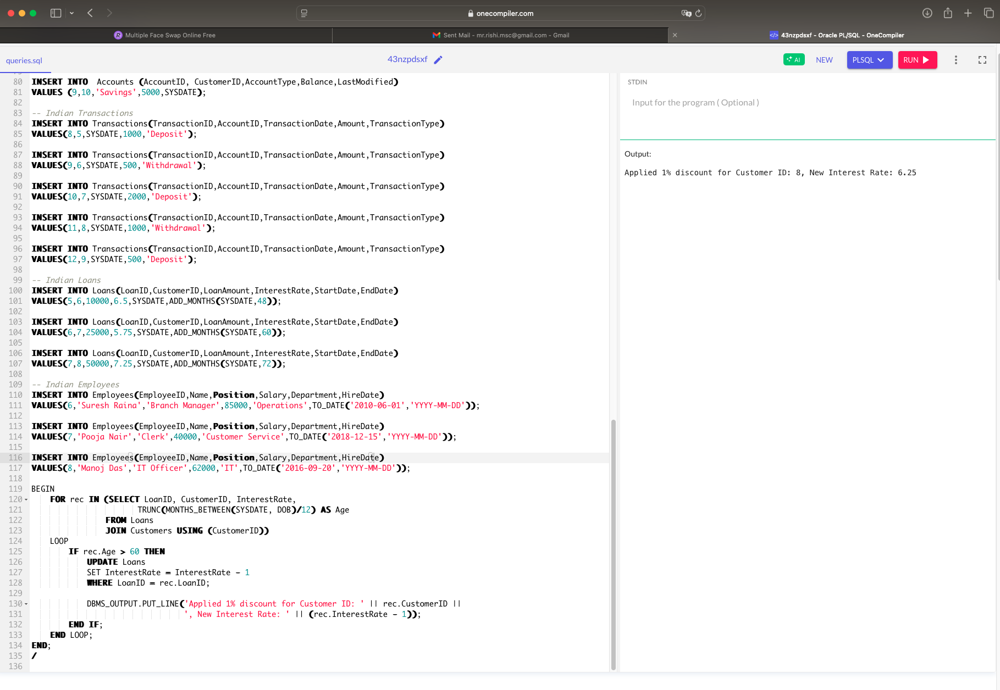 onecompiler.com
Multiple Face Swap Online Free
Sent Mail - mr.rishi.msc@gmail.com - Gmail
43nzpdsxf - Oracle PL/SQL - OneCompiler
queries.sql
43nzpdsxf
AI
NEW
PLSQL
RUN
80 INSERT INTO  Accounts (AccountID, CustomerID,AccountType,Balance,LastModified)
81 VALUES (9,10,'Savings',5000,SYSDATE);
82
83 -- Indian Transactions
84 INSERT INTO Transactions(TransactionID,AccountID,TransactionDate,Amount,TransactionType)
85 VALUES(8,5,SYSDATE,1000,'Deposit');
86
87 INSERT INTO Transactions(TransactionID,AccountID,TransactionDate,Amount,TransactionType)
88 VALUES(9,6,SYSDATE,500,'Withdrawal');
89
90 INSERT INTO Transactions(TransactionID,AccountID,TransactionDate,Amount,TransactionType)
91 VALUES(10,7,SYSDATE,2000,'Deposit');
92
93 INSERT INTO Transactions(TransactionID,AccountID,TransactionDate,Amount,TransactionType)
94 VALUES(11,8,SYSDATE,1000,'Withdrawal');
95
96 INSERT INTO Transactions(TransactionID,AccountID,TransactionDate,Amount,TransactionType)
97 VALUES(12,9,SYSDATE,500,'Deposit');
98
99 -- Indian Loans
100 INSERT INTO Loans(LoanID,CustomerID,LoanAmount,InterestRate,StartDate,EndDate)
101 VALUES(5,6,10000,6.5,SYSDATE,ADD_MONTHS(SYSDATE,48));
102
103 INSERT INTO Loans(LoanID,CustomerID,LoanAmount,InterestRate,StartDate,EndDate)
104 VALUES(6,7,25000,5.75,SYSDATE,ADD_MONTHS(SYSDATE,60));
105
106 INSERT INTO Loans(LoanID,CustomerID,LoanAmount,InterestRate,StartDate,EndDate)
107 VALUES(7,8,50000,7.25,SYSDATE,ADD_MONTHS(SYSDATE,72));
108
109 -- Indian Employees
110 INSERT INTO Employees(EmployeeID,Name,Position,Salary,Department,HireDate)
111 VALUES(6,'Suresh Raina','Branch Manager',85000,'Operations',TO_DATE('2010-06-01','YYYY-MM-DD'));
112
113 INSERT INTO Employees(EmployeeID,Name,Position,Salary,Department,HireDate)
114 VALUES(7,'Pooja Nair','Clerk',40000,'Customer Service',TO_DATE('2018-12-15','YYYY-MM-DD'));
115
116 INSERT INTO Employees(EmployeeID,Name,Position,Salary,Department,HireDate)
117 VALUES(8,'Manoj Das','IT Officer',62000,'IT',TO_DATE('2016-09-20','YYYY-MM-DD'));
118
119 BEGIN
120     FOR rec IN (SELECT LoanID, CustomerID, InterestRate,
121                        TRUNC(MONTHS_BETWEEN(SYSDATE, DOB)/12) AS Age
122                 FROM Loans
123                 JOIN Customers USING (CustomerID))
124     LOOP
125         IF rec.Age > 60 THEN
126             UPDATE Loans
127             SET InterestRate = InterestRate - 1
128             WHERE LoanID = rec.LoanID;
129
130             DBMS_OUTPUT.PUT_LINE('Applied 1% discount for Customer ID: ' || rec.CustomerID ||
131                                  ', New Interest Rate: ' || (rec.InterestRate - 1));
132         END IF;
133     END LOOP;
134 END;
135 /
136
STDIN
Input for the program ( Optional )
Output:
Applied 1% discount for Customer ID: 8, New Interest Rate: 6.25